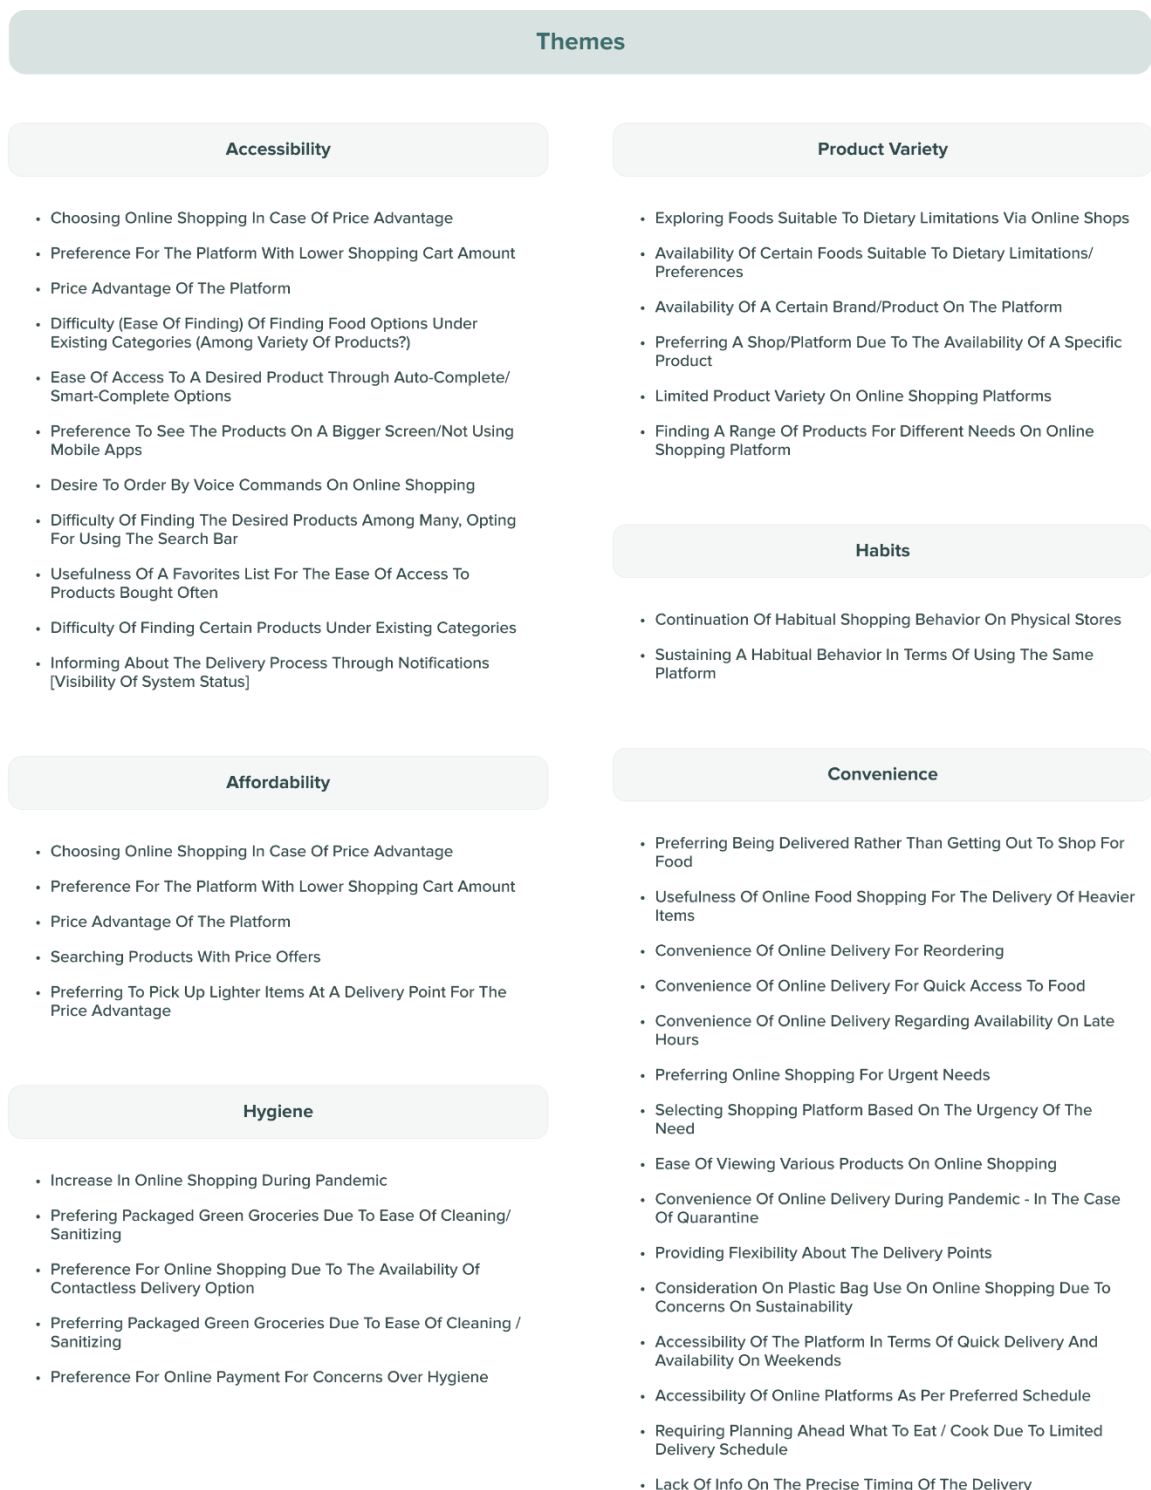 Themes
Accessibility
• Choosing Online Shopping In Case Of Price Advantage
• Preference For The Platform With Lower Shopping Cart Amount
• Price Advantage Of The Platform
• Difficulty (Ease Of Finding) Of Finding Food Options Under
Existing Categories (Among Variety Of Products?)
• Ease Of Access To A Desired Product Through Auto-Complete/
Smart-Complete Options
• Preference To See The Products On A Bigger Screen/Not Using
Mobile Apps
• Desire To Order By Voice Commands On Online Shopping
• Difficulty Of Finding The Desired Products Among Many, Opting
For Using The Search Bar
• Usefulness Of A Favorites List For The Ease Of Access To
Products Bought Often
• Difficulty Of Finding Certain Products Under Existing Categories
• Informing About The Delivery Process Through Notifications
[Visibility Of System Status]
Affordability
• Choosing Online Shopping In Case Of Price Advantage
• Preference For The Platform With Lower Shopping Cart Amount
• Price Advantage Of The Platform
• Searching Products With Price Offers
• Preferring To Pick Up Lighter Items At A Delivery Point For The
Price Advantage
Hygiene
• Increase In Online Shopping During Pandemic
• Prefering Packaged Green Groceries Due To Ease Of Cleaning/
Sanitizing
• Preference For Online Shopping Due To The Availability Of
Contactless Delivery Option
• Preferring Packaged Green Groceries Due To Ease Of Cleaning /
Sanitizing
• Preference For Online Payment For Concerns Over Hygiene
Product Variety
• Exploring Foods Suitable To Dietary Limitations Via Online Shops
• Availability Of Certain Foods Suitable To Dietary Limitations/
Preferences
• Availability Of A Certain Brand/Product On The Platform
• Preferring A Shop/Platform Due To The Availability Of A Specific
Product
• Limited Product Variety On Online Shopping Platforms
• Finding A Range Of Products For Different Needs On Online
Shopping Platform
Habits
• Continuation Of Habitual Shopping Behavior On Physical Stores
• Sustaining A Habitual Behavior In Terms Of Using The Same
Platform
Convenience
• Preferring Being Delivered Rather Than Getting Out To Shop For
Food
• Usefulness Of Online Food Shopping For The Delivery Of Heavier
Items
• Convenience Of Online Delivery For Reordering
• Convenience Of Online Delivery For Quick Access To Food
• Convenience Of Online Delivery Regarding Availability On Late
Hours
• Preferring Online Shopping For Urgent Needs
• Selecting Shopping Platform Based On The Urgency Of The
Need
• Ease Of Viewing Various Products On Online Shopping
• Convenience Of Online Delivery During Pandemic - In The Case
Of Quarantine
• Providing Flexibility About The Delivery Points
• Consideration On Plastic Bag Use On Online Shopping Due To
Concerns On Sustainability
• Accessibility Of The Platform In Terms Of Quick Delivery And
Availability On Weekends
• Accessibility Of Online Platforms As Per Preferred Schedule
• Requiring Planning Ahead What To Eat / Cook Due To Limited
Delivery Schedule
• Lack Of Info On The Precise Timing Of The Delivery